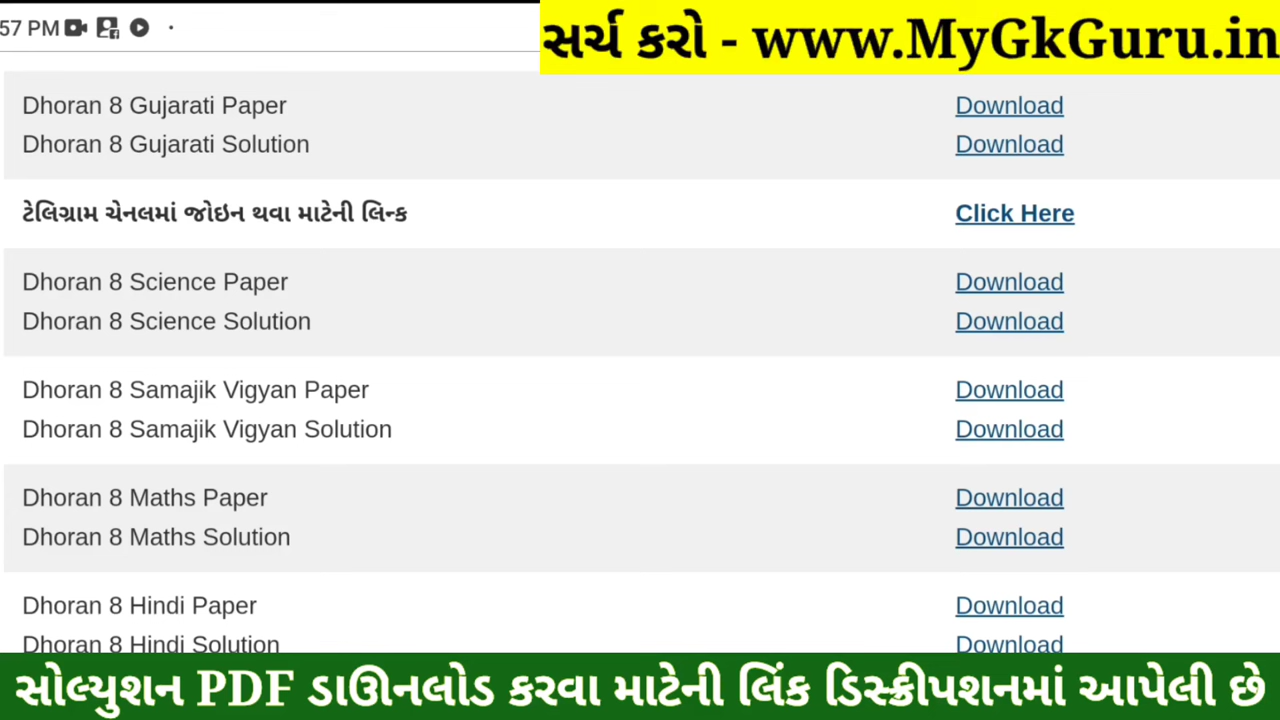 57 PM
સર્ચ કરો - www.MyGkGuru.in
Dhoran 8 Gujarati Paper Download
Dhoran 8 Gujarati Solution Download
ટેલિગ્રામ ચેનલમાં જોઇન થવા માટેની લિન્ક Click Here
Dhoran 8 Science Paper Download
Dhoran 8 Science Solution Download
Dhoran 8 Samajik Vigyan Paper Download
Dhoran 8 Samajik Vigyan Solution Download
Dhoran 8 Maths Paper Download
Dhoran 8 Maths Solution Download
Dhoran 8 Hindi Paper Download
Dhoran 8 Hindi Solution Download
સોલ્યુશન PDF ડાઊનલોડ કરવા માટેની લિંક ડિસ્ક્રીપશનમાં આપેલી છે